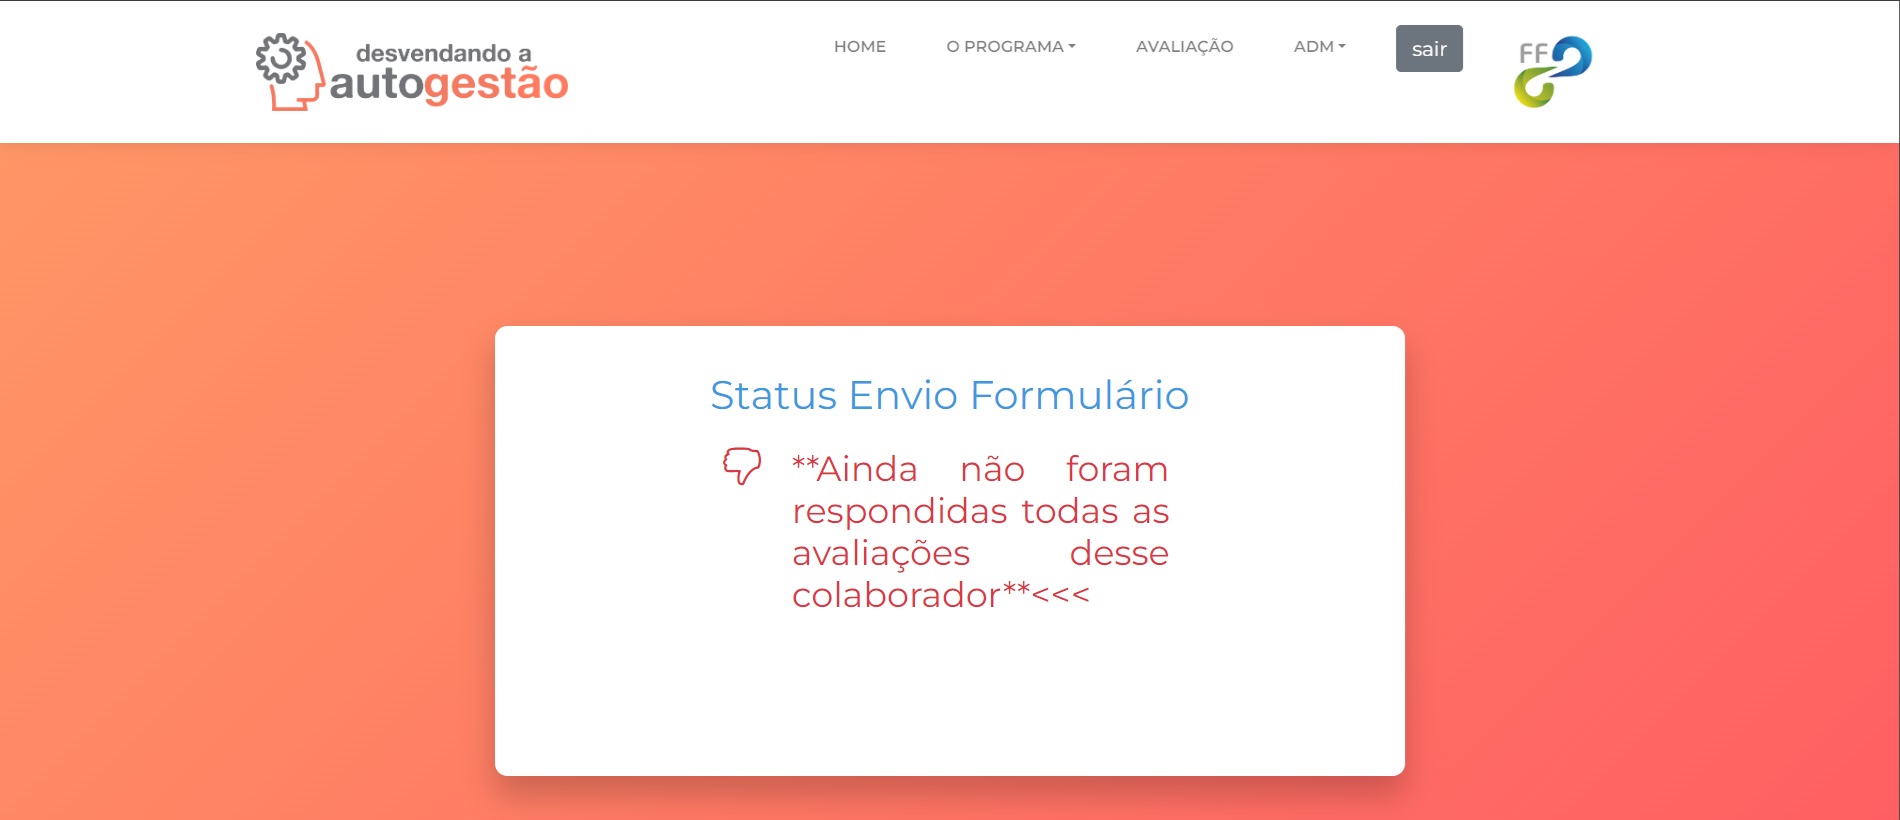 desvendando a
autogestão
HOME
O PROGRAMA
AVALIAÇÃO
ADM
sair
FF
Status Envio Formulário
**Ainda não foram
respondidas todas as
avaliações desse
colaborador**<<<